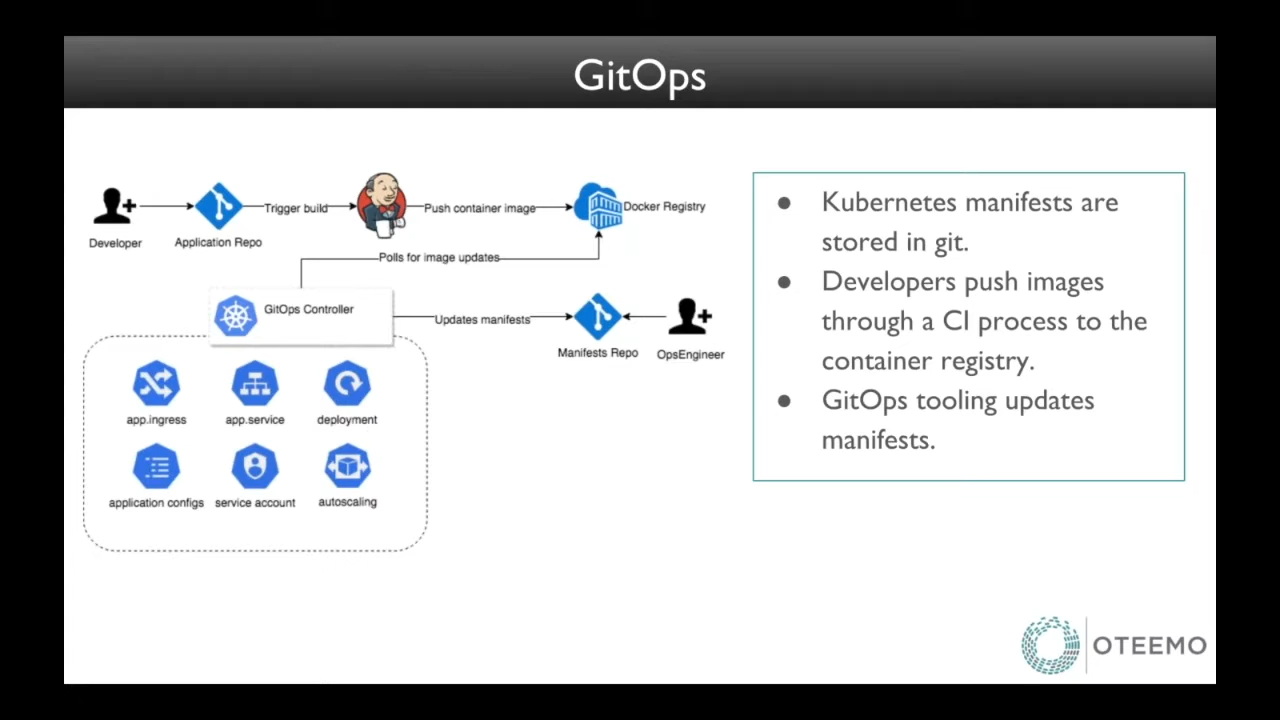 GitOps
Trigger build
Push container image
Docker Registry
Developer
Application Repo
Polls for image updates
GitOps Controller
Updates manifests
Manifests Repo
OpsEngineer
app.ingress
app.service
deployment
application configs
service account
autoscaling
● Kubernetes manifests are
stored in git.
● Developers push images
through a CI process to the
container registry.
● GitOps tooling updates
manifests.
OTEEMO